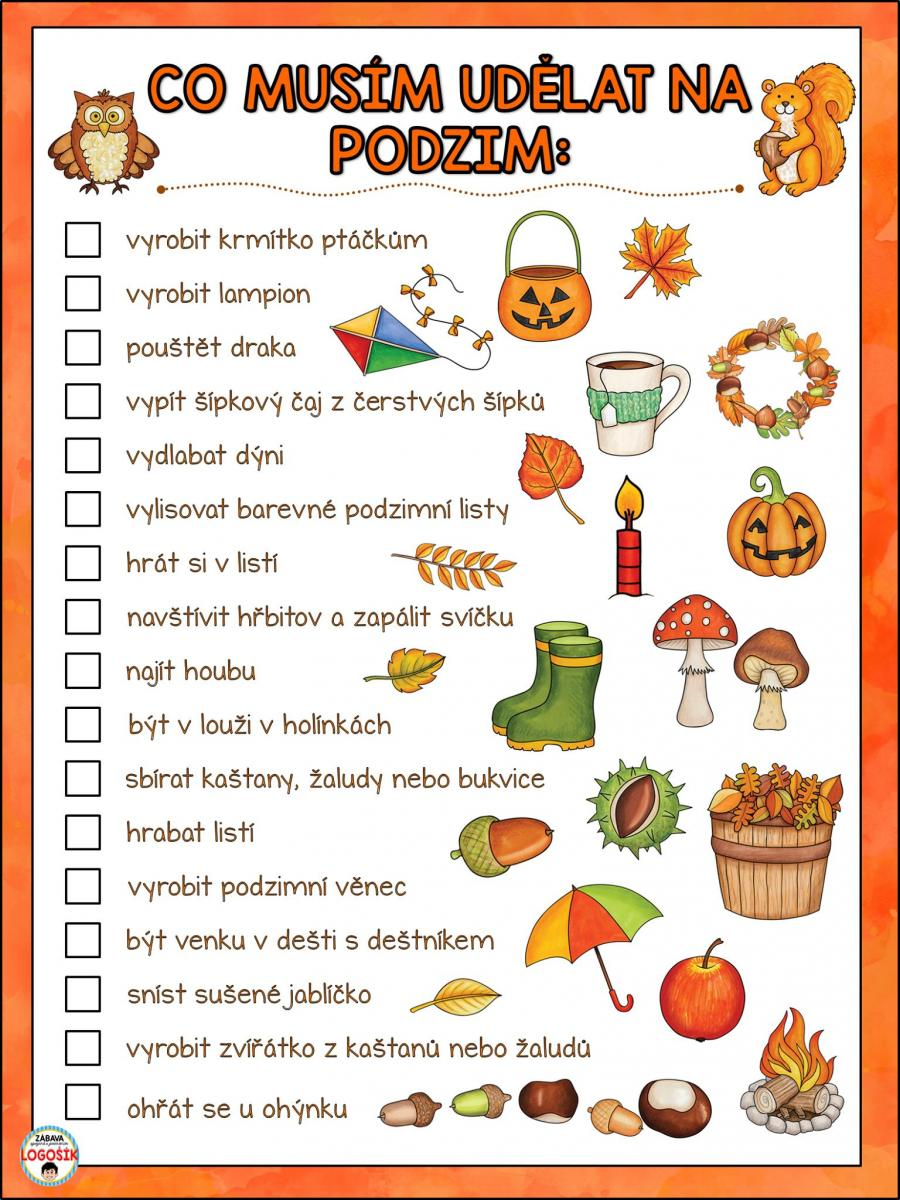 CO MUSÍM UDĚLAT NA
PODZIM:
vyrobit krmítko ptáčkům
vyrobit lampion
pouštět draka
vypít šípkový čaj z čerstvých šípků
vydlabat dýni
vylisovat barevné podzimní listy
hrát si v listí
navštívit hřbitov a zapálit svíčku
najít houbu
být v louži v holínkách
sbírat kaštany, žaludy nebo bukvice
hrabat listí
vyrobit podzimní věnec
být venku v dešti s deštníkem
sníst sušené jablíčko
vyrobit zvířátko z kaštanů nebo žaludů
ohřát se u ohýnku
ZÁBAVA
LOGOŠÍK